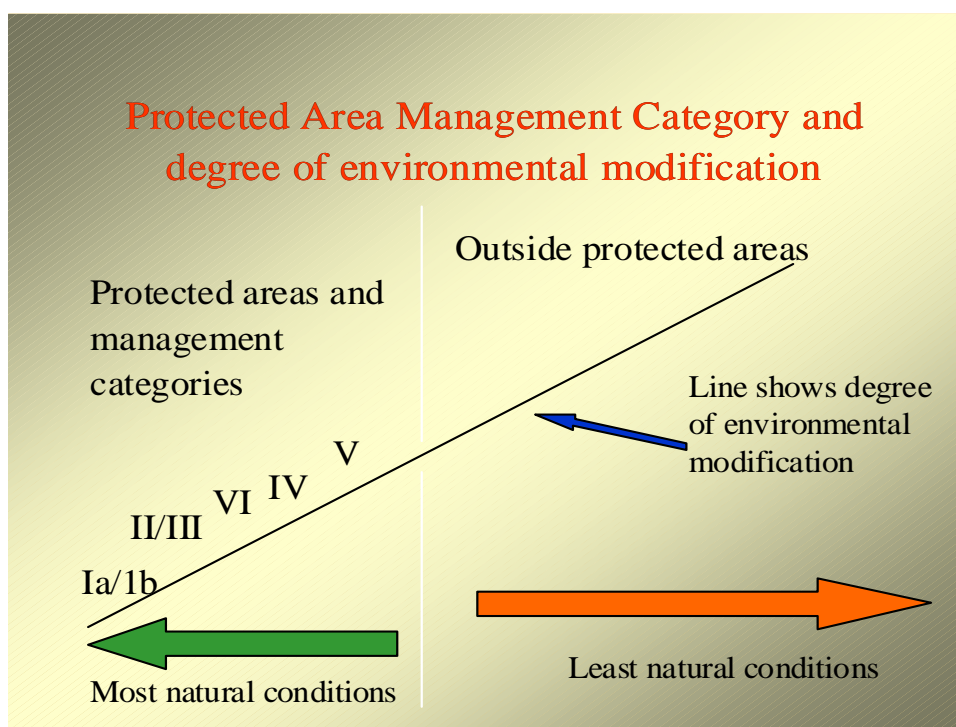 Protected Area Management Category and
degree of environmental modification
Outside protected areas
Protected areas and
management
categories
Line shows degree
of environmental
modification
V
IV
VI
II/III
Ia/1b
Least natural conditions
Most natural conditions